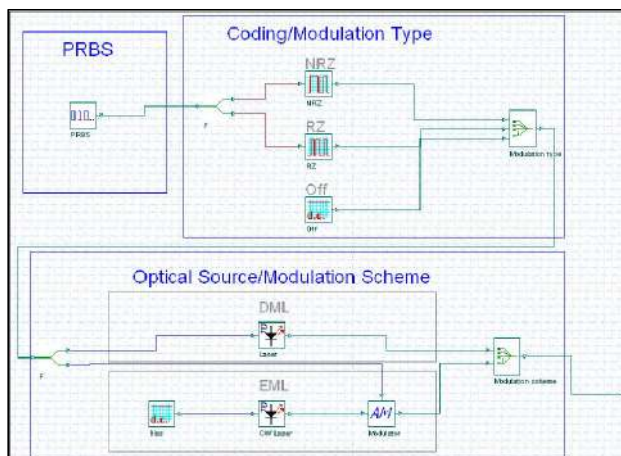 PRBS
Coding/Modulation Type
NRZ
NRZ
PRBS
F
RZ
RZ
Modulation type
Off
d.c.
Off
Optical Source/Modulation Scheme
DML
Laser
F
Modulation scheme
EML
d.c.
AM
CW Laser
Modulator